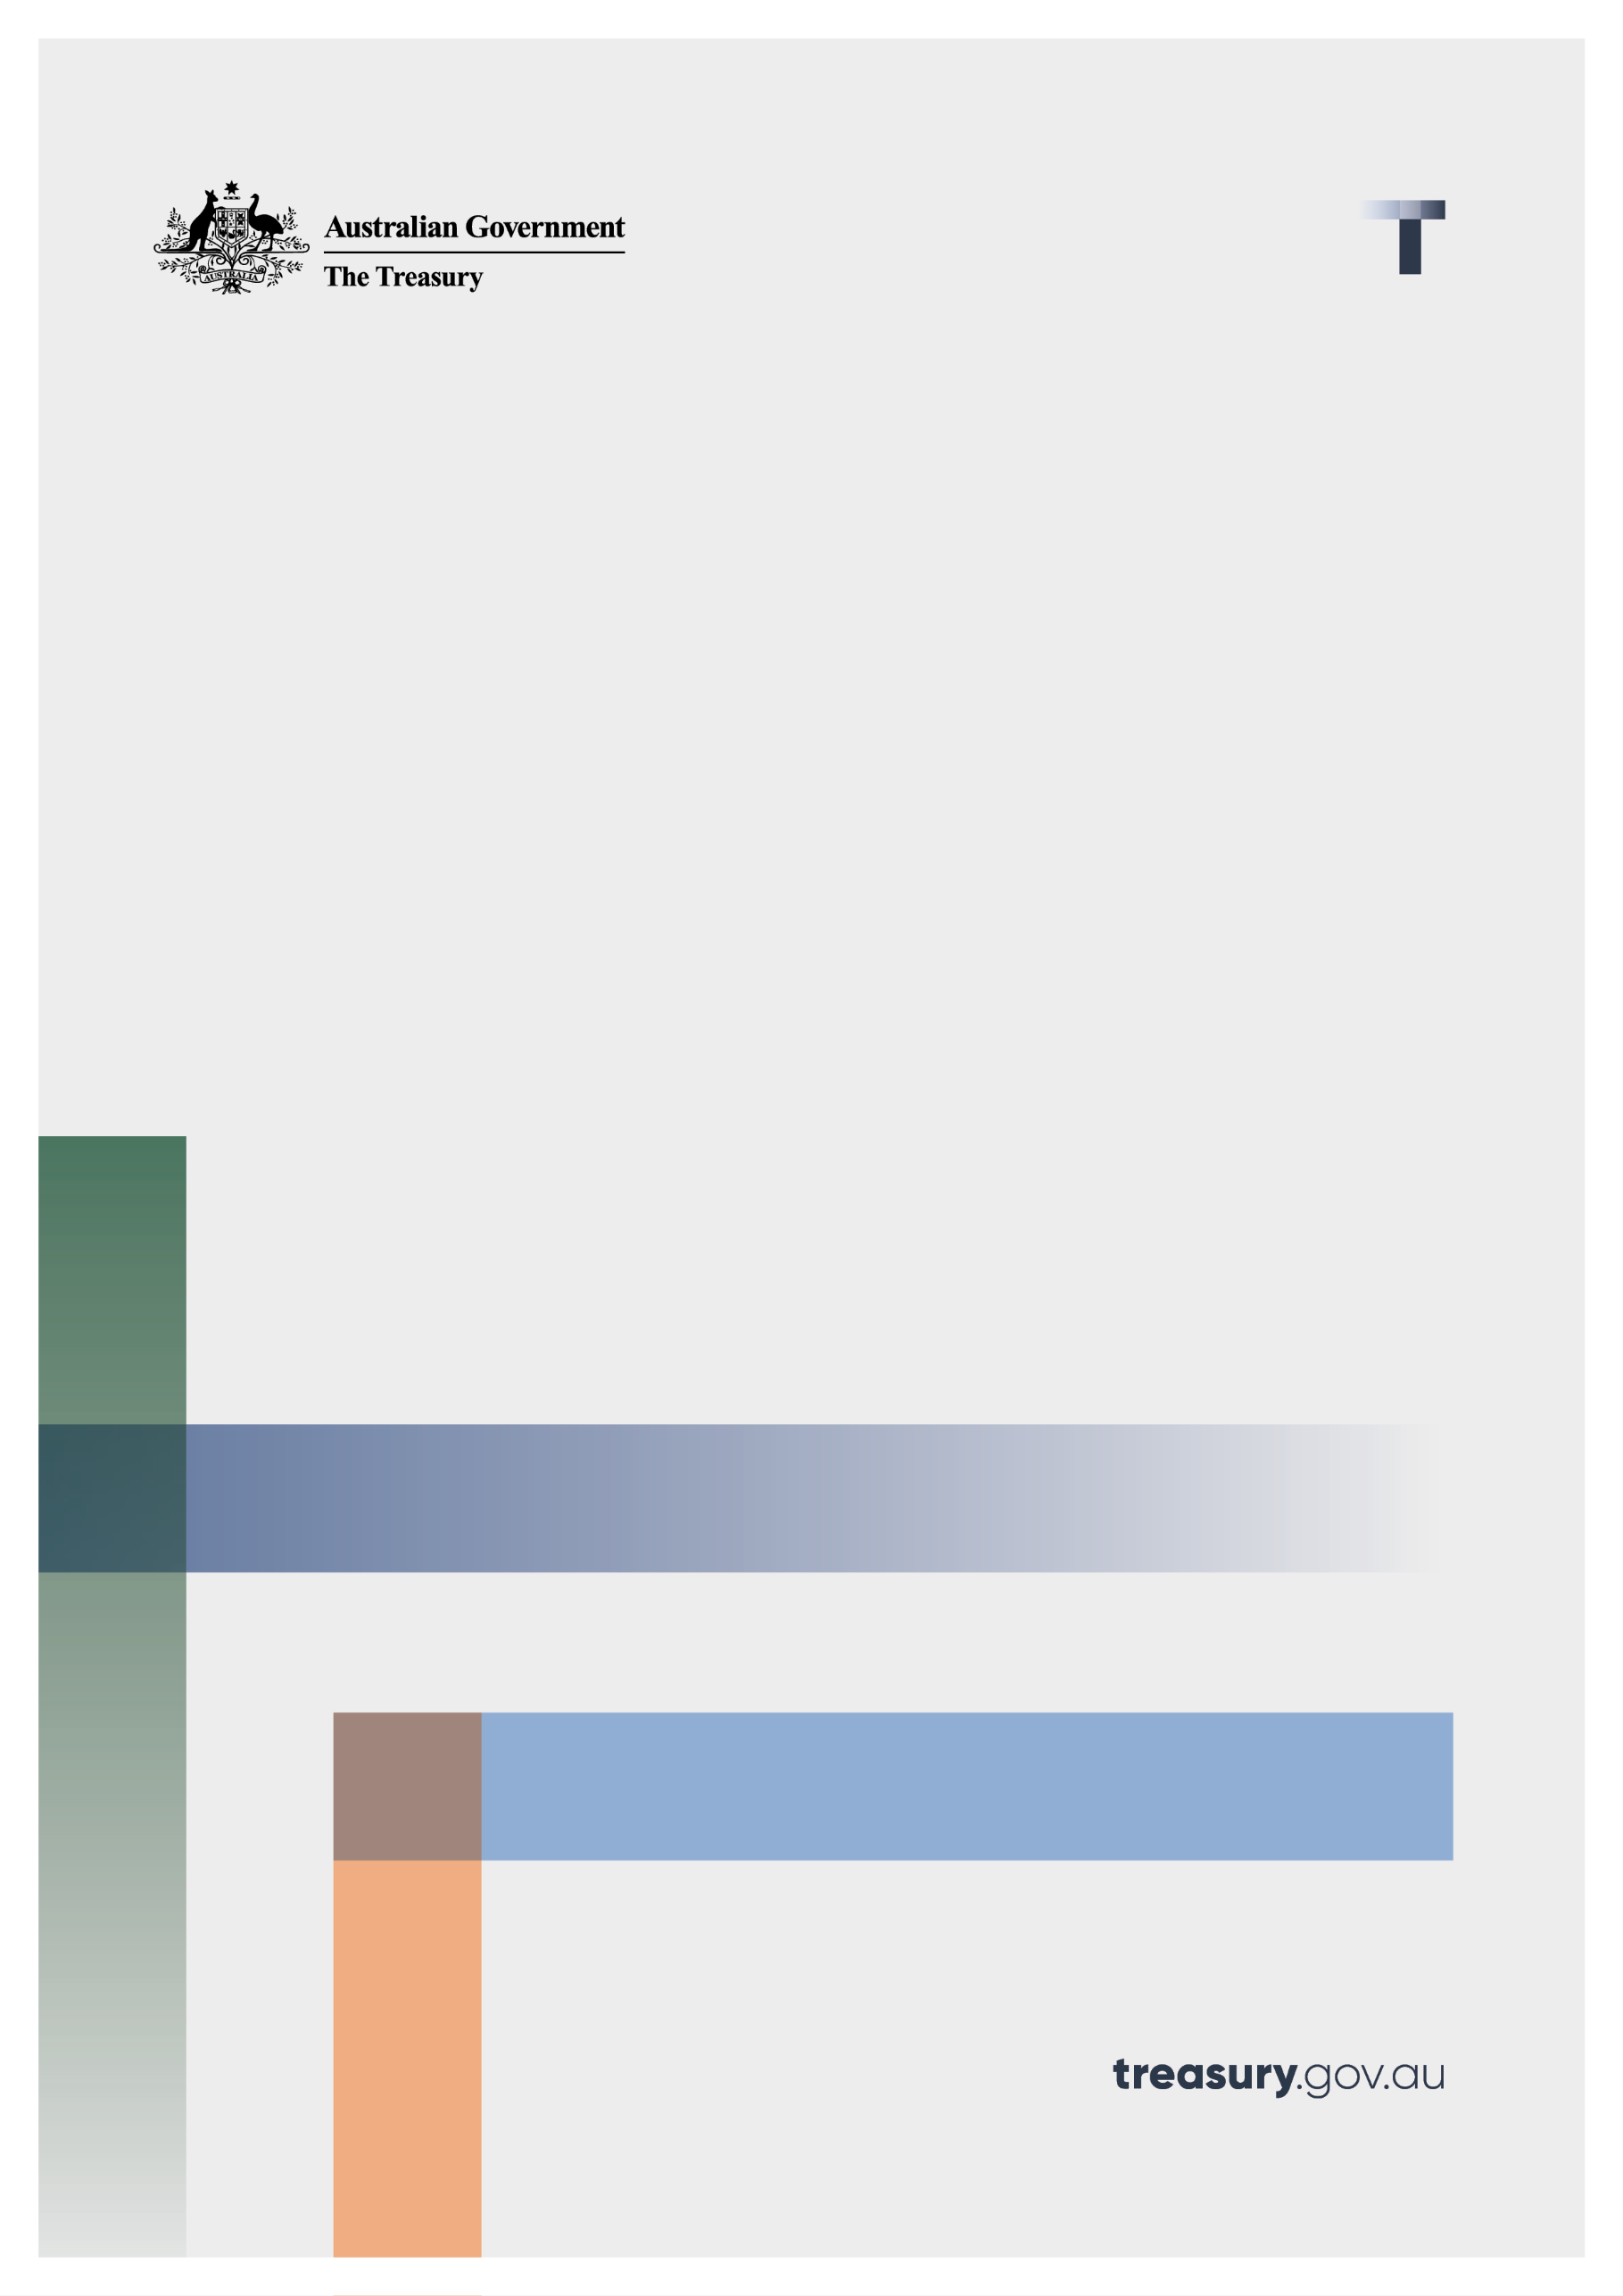 Australian Government
The Treasury
AUSTRALIA
T
treasury.gov.au